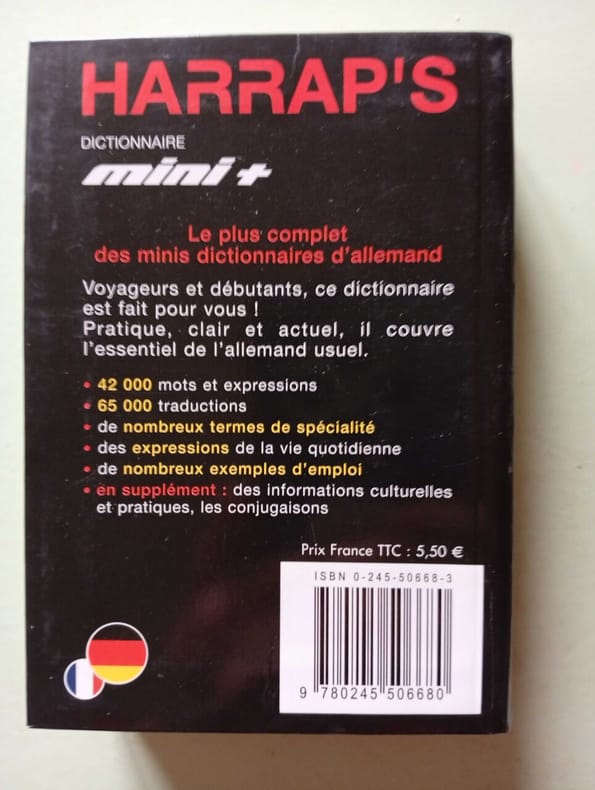 HARRAP'S
DICTIONNAIRE
mini +
Le plus complet
des minis dictionnaires d'allemand
Voyageurs et débutants, ce dictionnaire
est fait pour vous !
Pratique, clair et actuel, il couvre
l'essentiel de l'allemand usuel.
• 42 000 mots et expressions
• 65 000 traductions
• de nombreux termes de spécialité
• des expressions de la vie quotidienne
• de nombreux exemples d'emploi
• en supplément : des informations culturelles
et pratiques, les conjugaisons
Prix France TTC : 5,50 €
ISBN 0-245-50668-3
9 780245 506680